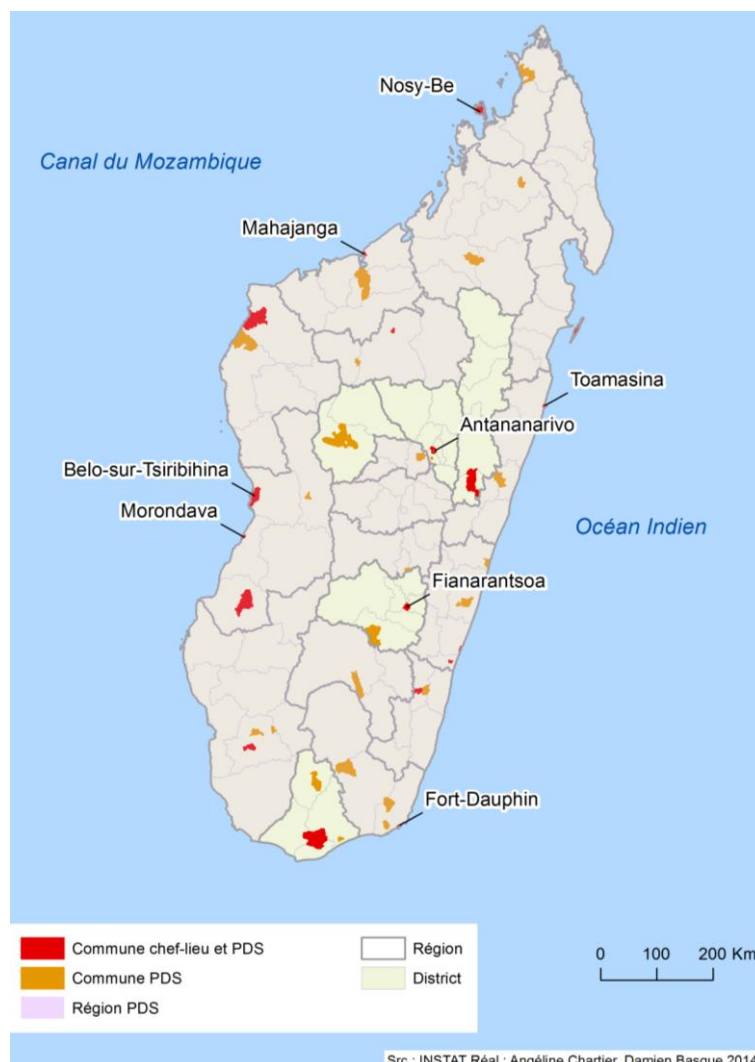 Nosy-Be
Canal du Mozambique
Mahajanga
Toamasina
Antananarivo
Belo-sur-Tsiribihina
Morondava
Océan Indien
Fianarantsoa
Fort-Dauphin
Commune chef-lieu et PDS
Commune PDS
Région PDS
Région
District
0 100 200 Km
Src : INSTAT Réal : Angéline Chartier, Damien Basque 2014